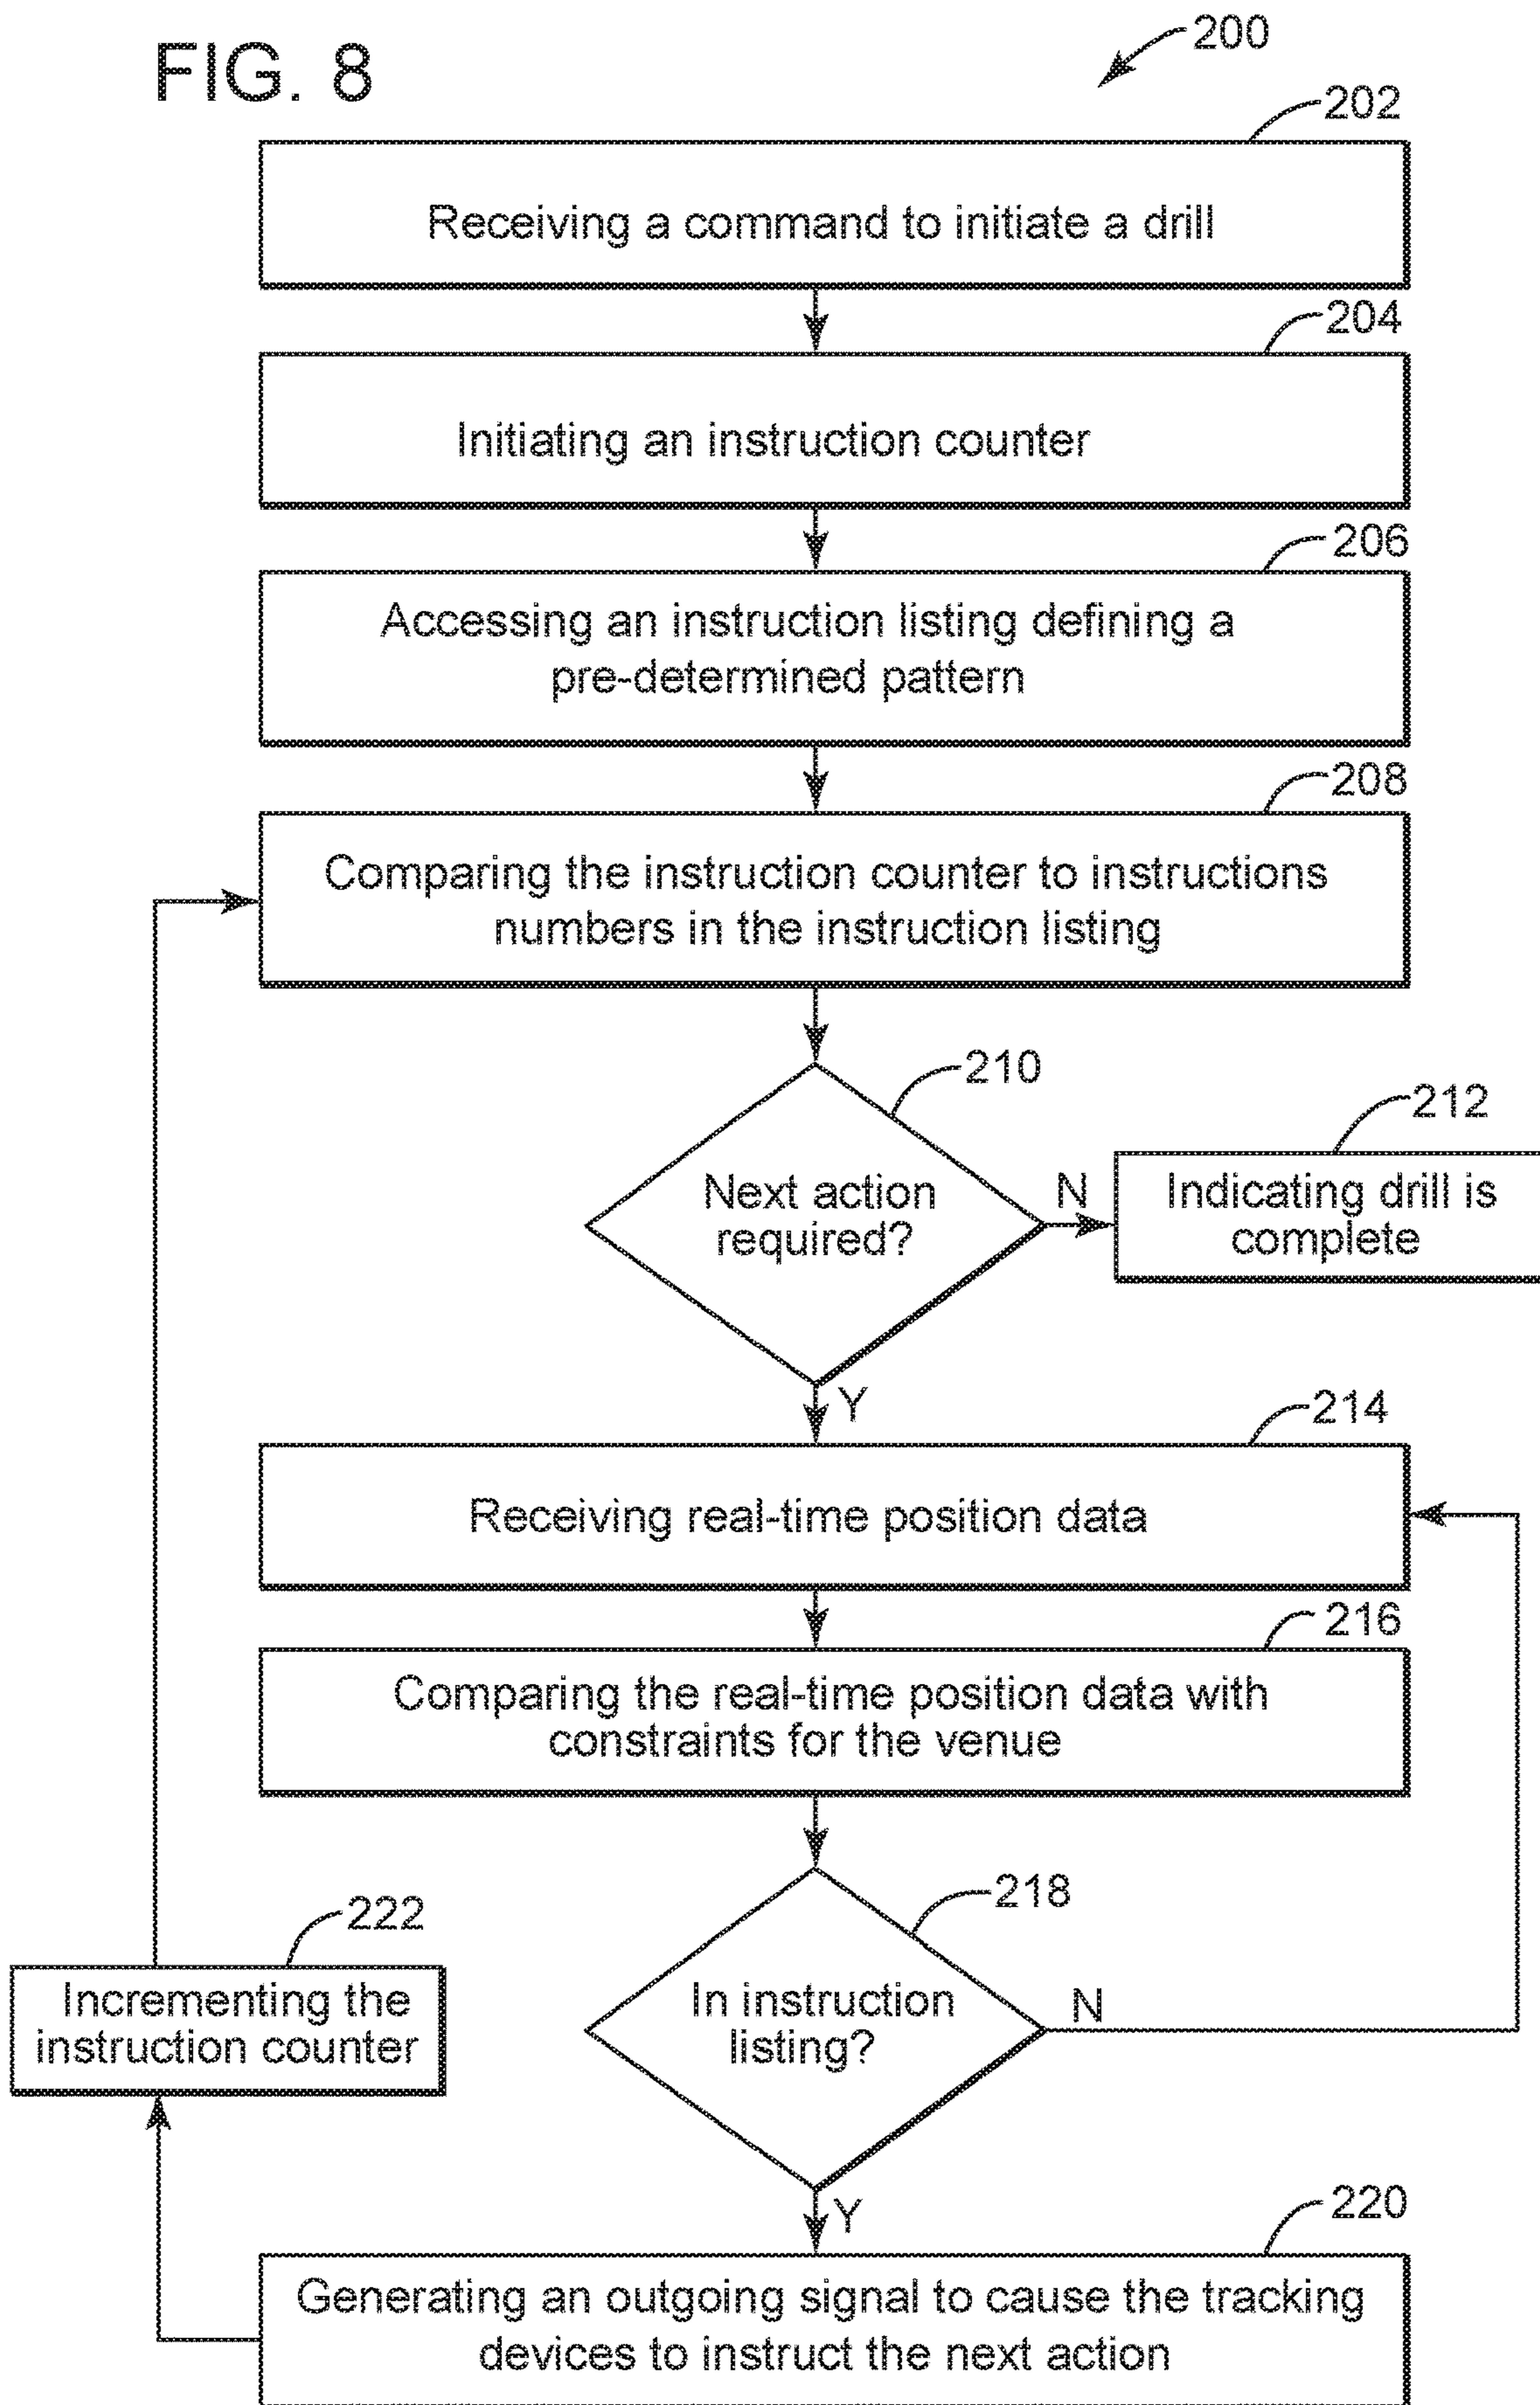 FIG. 8
200
202
Receiving a command to initiate a drill
204
Initiating an instruction counter
206
Accessing an instruction listing defining a
pre-determined pattern
208
Comparing the instruction counter to instructions
numbers in the instruction listing
210
Next action
required?
N
212
Indicating drill is
complete
Y
214
Receiving real-time position data
216
Comparing the real-time position data with
constraints for the venue
218
In instruction
listing?
N
222
Incrementing the
instruction counter
Y
220
Generating an outgoing signal to cause the tracking
devices to instruct the next action